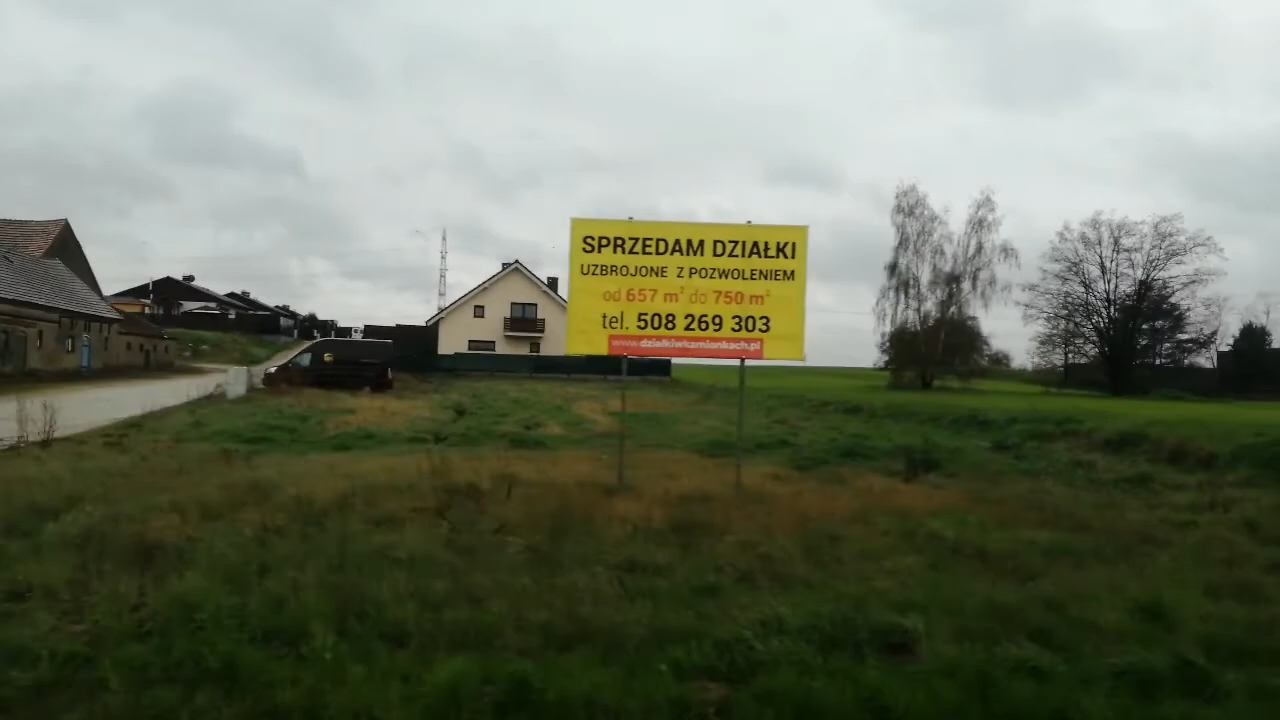 SPRZEDAM DZIAŁKI
UZBROJONE Z POZWOLENIEM
od 657 m² do 750 m²
tel. 508 269 303
www.dzialkiwkamionkach.pl